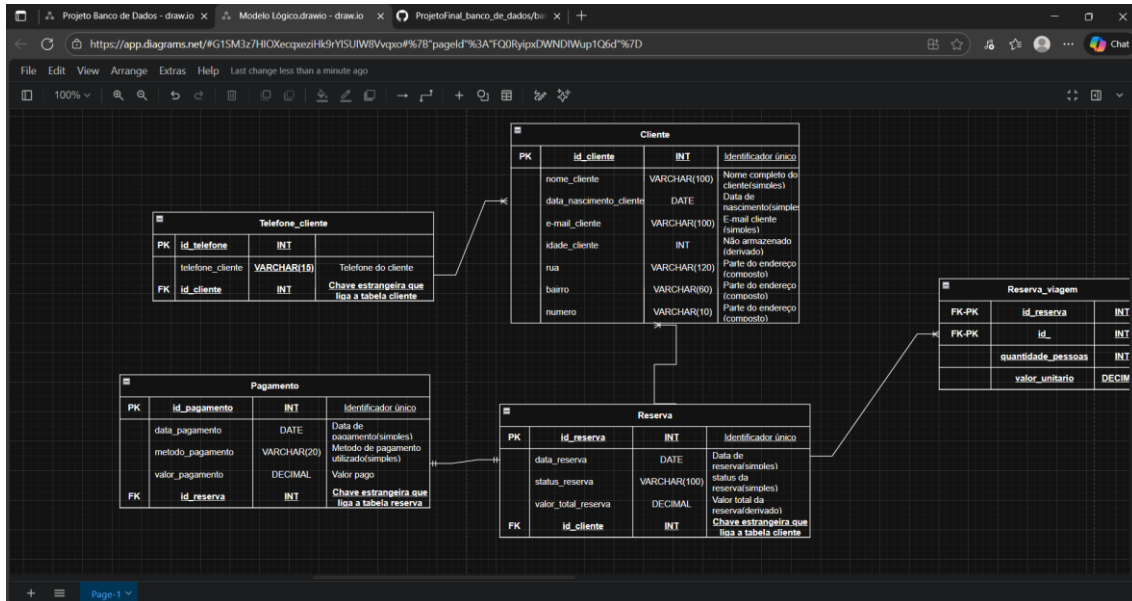 Projeto Banco de Dados - draw.io
Modelo Lógico.drawio - draw.io
ProjetoFinal_banco_de_dados/ba
https://app.diagrams.net/#G1SM3z7HIOXecqxeziHk9rYISUIW8Vvqxo#%7B"pageId"%3A"FQ0RyipxDWNDIWup1Q6d"%7D
Chat
File Edit View Arrange Extras Help Last change less than a minute ago
100%
Cliente
PK id_cliente INT Identificador único
nome_cliente VARCHAR(100) Nome completo do
cliente(simples)
data_nascimento_cliente DATE Data de
nascimento(simples
e-mail_cliente VARCHAR(100) E-mail cliente
(simples)
idade_cliente INT Não armazenado
(derivado)
rua VARCHAR(120) Parte do endereço
(composto)
bairro VARCHAR(60) Parte do endereço
(composto)
numero VARCHAR(10) Parte do endereço
(composto)
Telefone_cliente
PK id_telefone INT
telefone_cliente VARCHAR(15) Telefone do cliente
FK id_cliente INT Chave estrangeira que
liga a tabela cliente
Reserva_viagem
FK-PK id_reserva INT
FK-PK id_ INT
quantidade_pessoas INT
valor_unitario DECIM
Pagamento
PK id_pagamento INT Identificador único
data_pagamento DATE Data de
pagamento(simples)
metodo_pagamento VARCHAR(20) Metodo de pagamento
utilizado(simples)
valor_pagamento DECIMAL Valor pago
FK id_reserva INT Chave estrangeira que
liga a tabela reserva
Reserva
PK id_reserva INT Identificador único
data_reserva DATE Data de
reserva(simples)
status_reserva VARCHAR(100) status da
reserva(simples)
valor_total_reserva DECIMAL Valor total da
reserva(derivado)
FK id_cliente INT Chave estrangeira que
liga a tabela cliente
Page-1